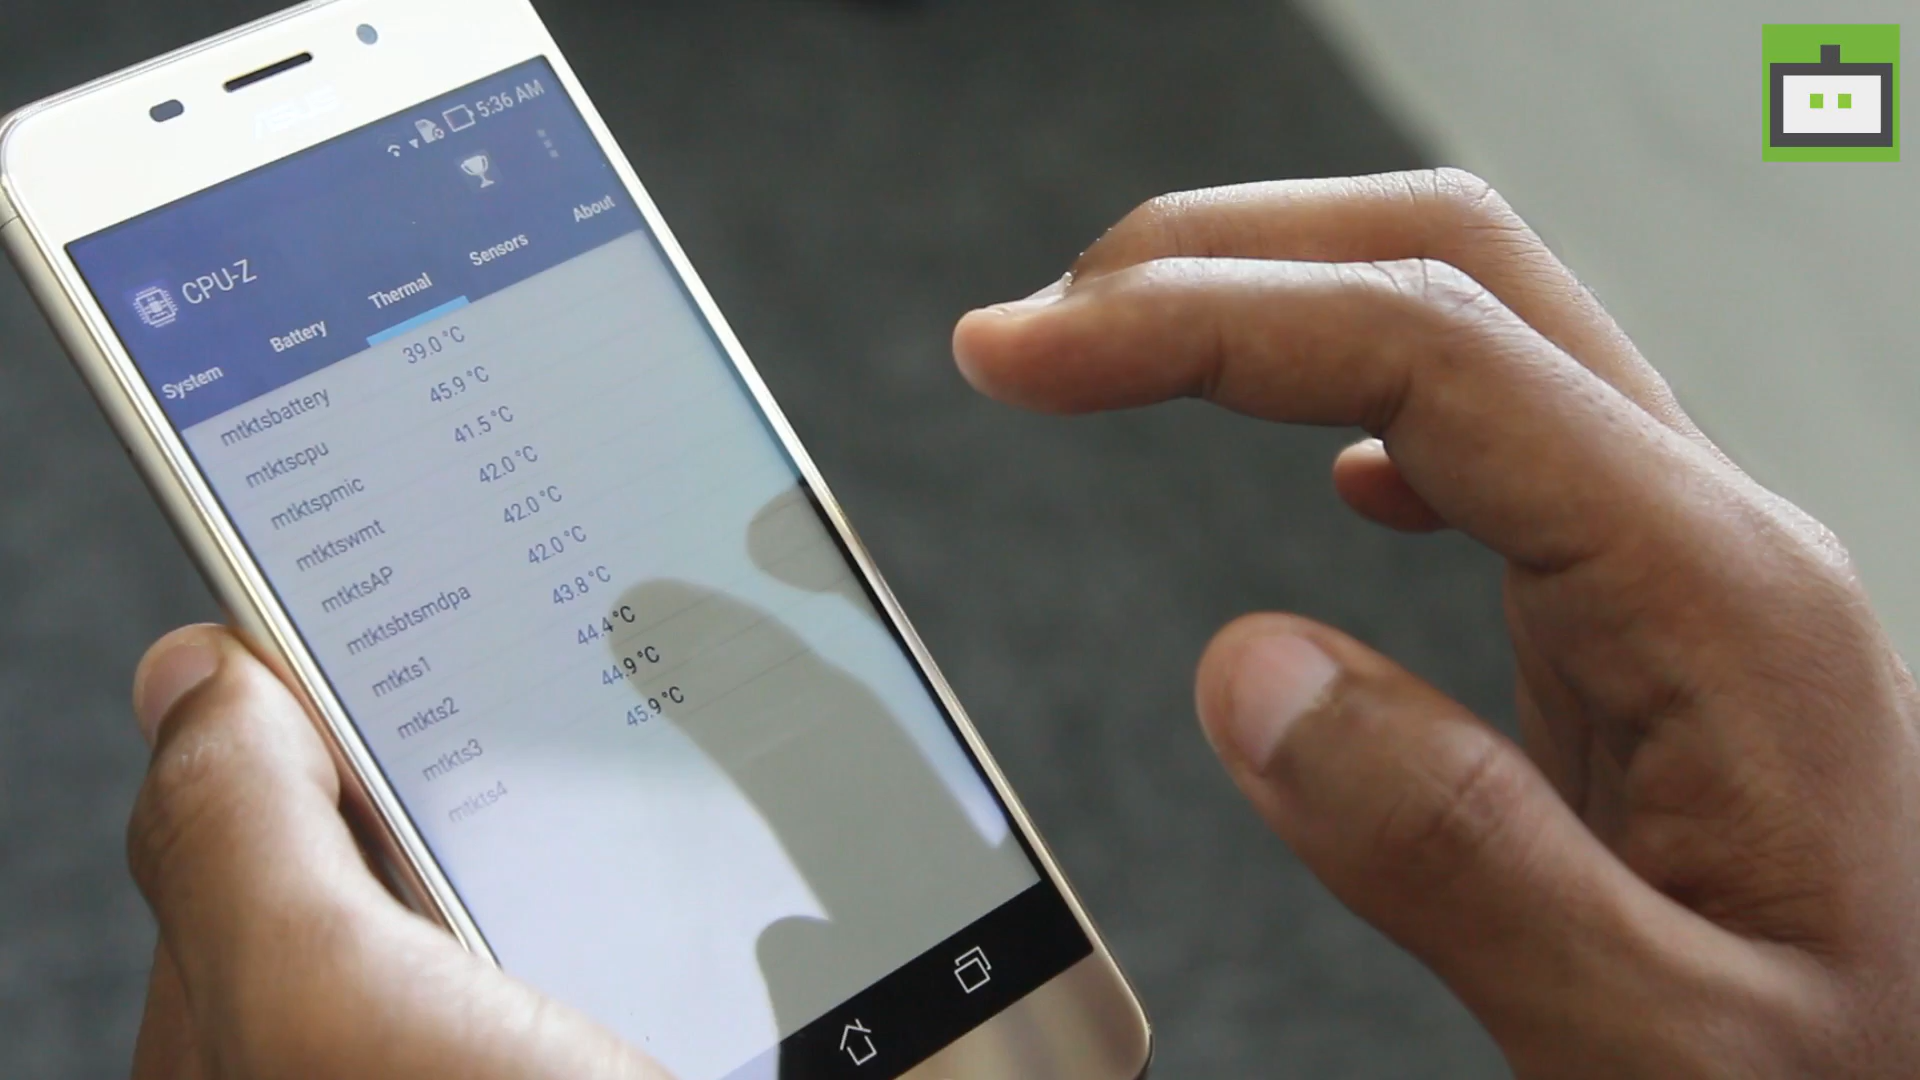 ASUS
5:36 AM
CPU-Z
System Battery Thermal Sensors About
mtktsbattery 39.0°C
mtktscpu 45.9°C
mtktspmic 41.5°C
mtktswmt 42.0°C
mtktsAP 42.0°C
mtktsbtsmdpa 42.0°C
mtkts1 43.8°C
mtkts2 44.4°C
mtkts3 44.9°C
mtkts4 45.9°C